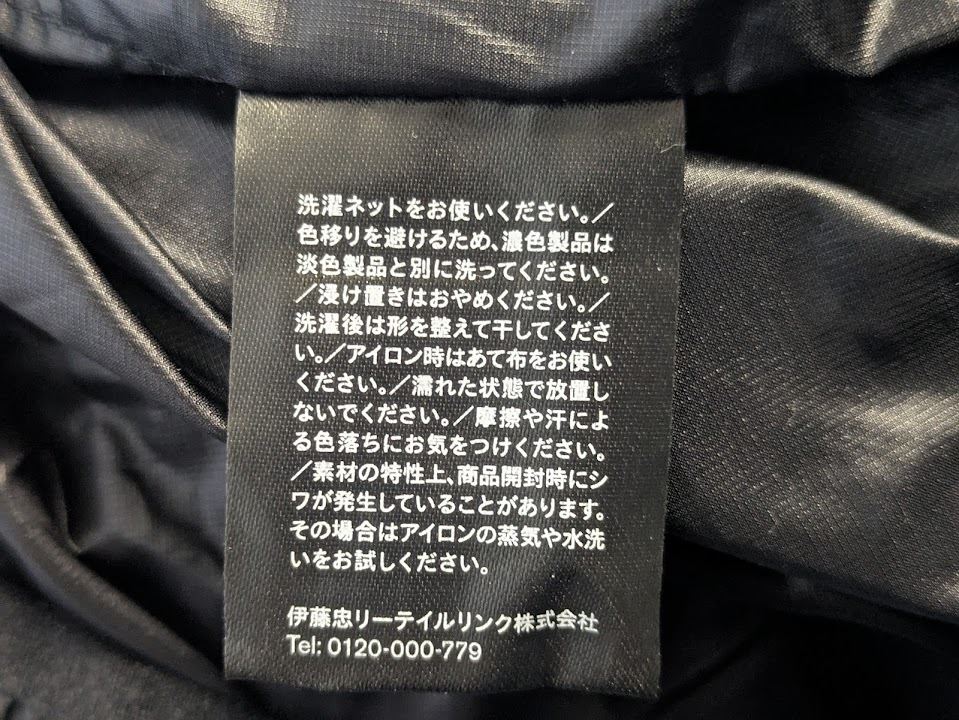 洗濯ネットをお使いください。／
色移りを避けるため、濃色製品は
淡色製品と別に洗ってください。
／浸け置きはおやめください。／
洗濯後は形を整えて干してくださ
い。／アイロン時はあて布をお使い
ください。／濡れた状態で放置し
ないでください。／摩擦や汗によ
る色落ちにお気をつけください。
／素材の特性上、商品開封時にシ
ワが発生していることがあります。
その場合はアイロンの蒸気や水洗
いをお試しください。
伊藤忠リーテイルリンク株式会社
Tel: 0120-000-779